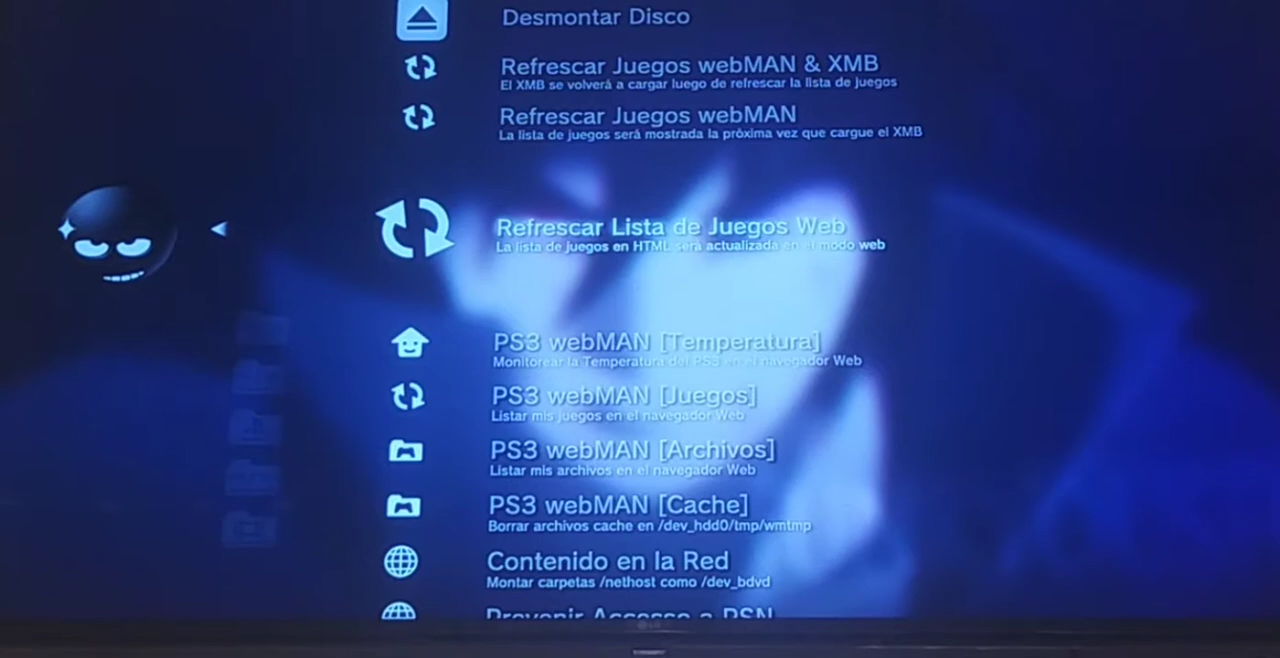 Desmontar Disco
Refrescar Juegos webMAN & XMB
El XMB se volverá a cargar luego de refrescar la lista de juegos
Refrescar Juegos webMAN
La lista de juegos será mostrada la próxima vez que cargue el XMB
Refrescar Lista de Juegos Web
La lista de juegos en HTML será actualizada en el modo web
PS3 webMAN [Temperatura]
Monitorear la Temperatura del PS3 en el navegador Web
PS3 webMAN [Juegos]
Listar mis juegos en el navegador Web
PS3 webMAN [Archivos]
Listar mis archivos en el navegador Web
PS3 webMAN [Cache]
Borrar archivos cache en /dev_hdd0/tmp/wmtmp
Contenido en la Red
Montar carpetas /nethost como /dev_bdvd
Prevenir Accesso a PSN
LG